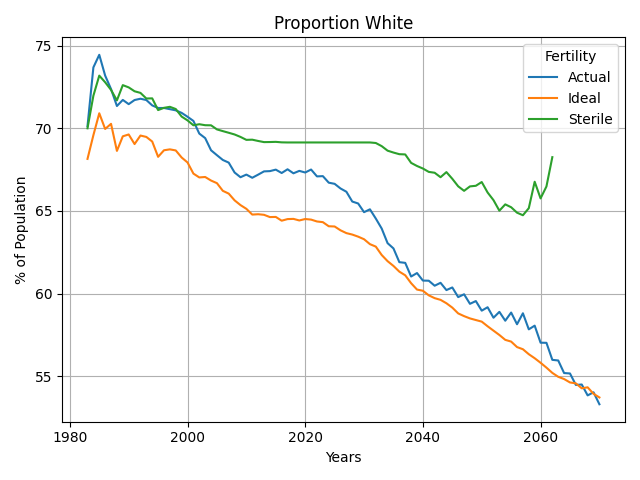 Proportion White
% of Population
75
70
65
60
55
Fertility
Actual
Ideal
Sterile
1980
2000
2020
2040
2060
Years